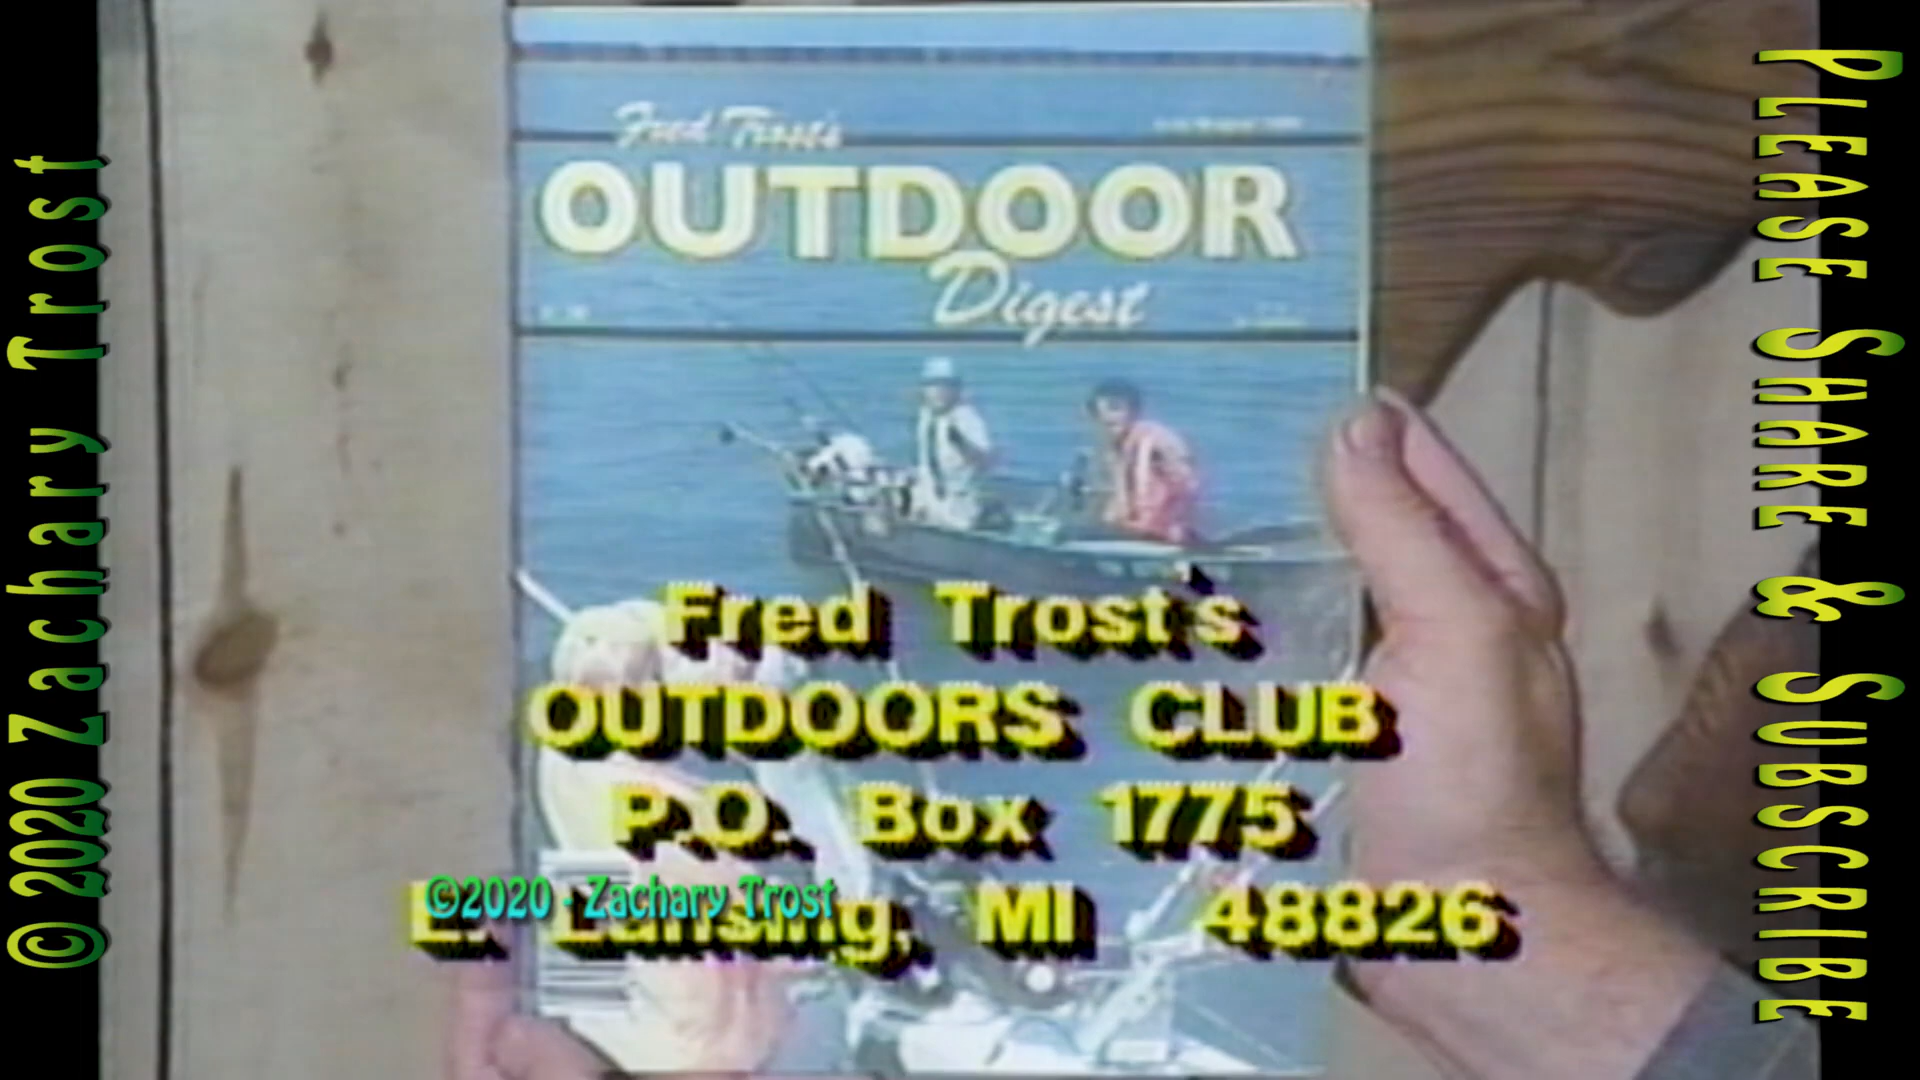 © 2020 Zachary Trost
Fred Trost's
OUTDOOR
Digest
Fred Trost's
OUTDOORS CLUB
P.O. Box 1775
E. Lansing, MI 48826
©2020 - Zachary Trost
PLEASE SHARE & SUBSCRIBE